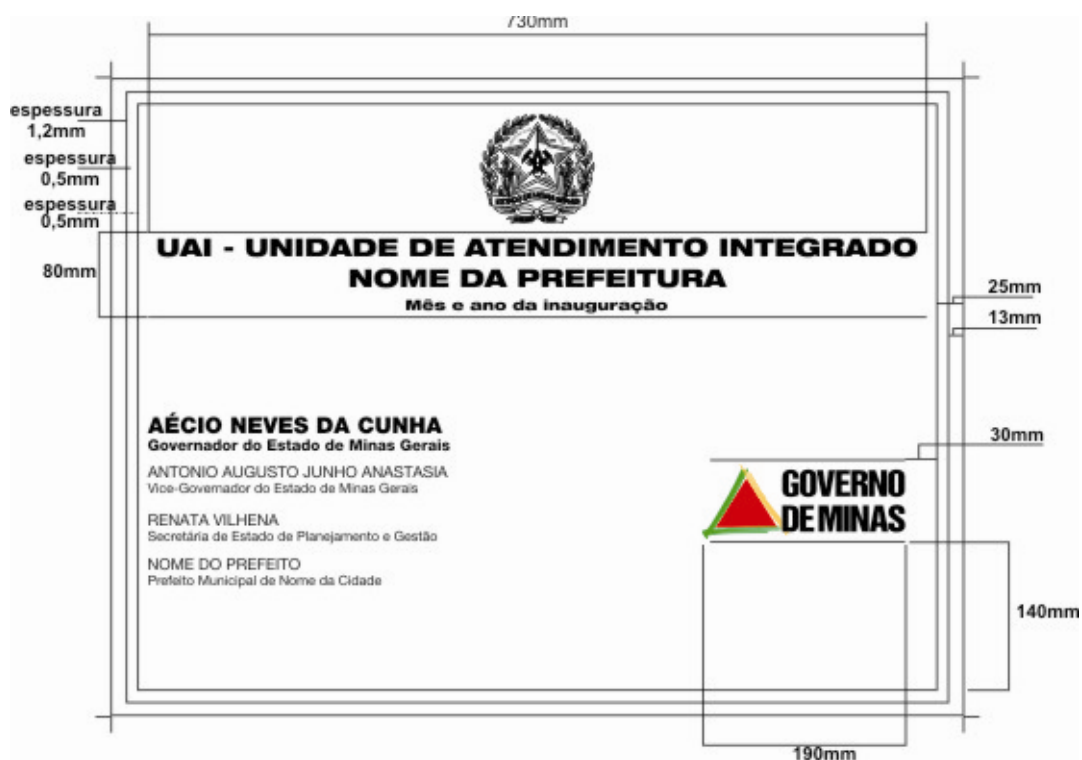 730mm
espessura
1,2mm
espessura
0,5mm
espessura
0,5mm
UAI - UNIDADE DE ATENDIMENTO INTEGRADO
NOME DA PREFEITURA
Mês e ano da inauguração
80mm
25mm
13mm
AÉCIO NEVES DA CUNHA
Governador do Estado de Minas Gerais
ANTONIO AUGUSTO JUNHO ANASTASIA
Vice-Governador do Estado de Minas Gerais
RENATA VILHENA
Secretária de Estado de Planejamento e Gestão
NOME DO PREFEITO
Prefeito Municipal de Nome da Cidade
30mm
GOVERNO
DE MINAS
140mm
190mm